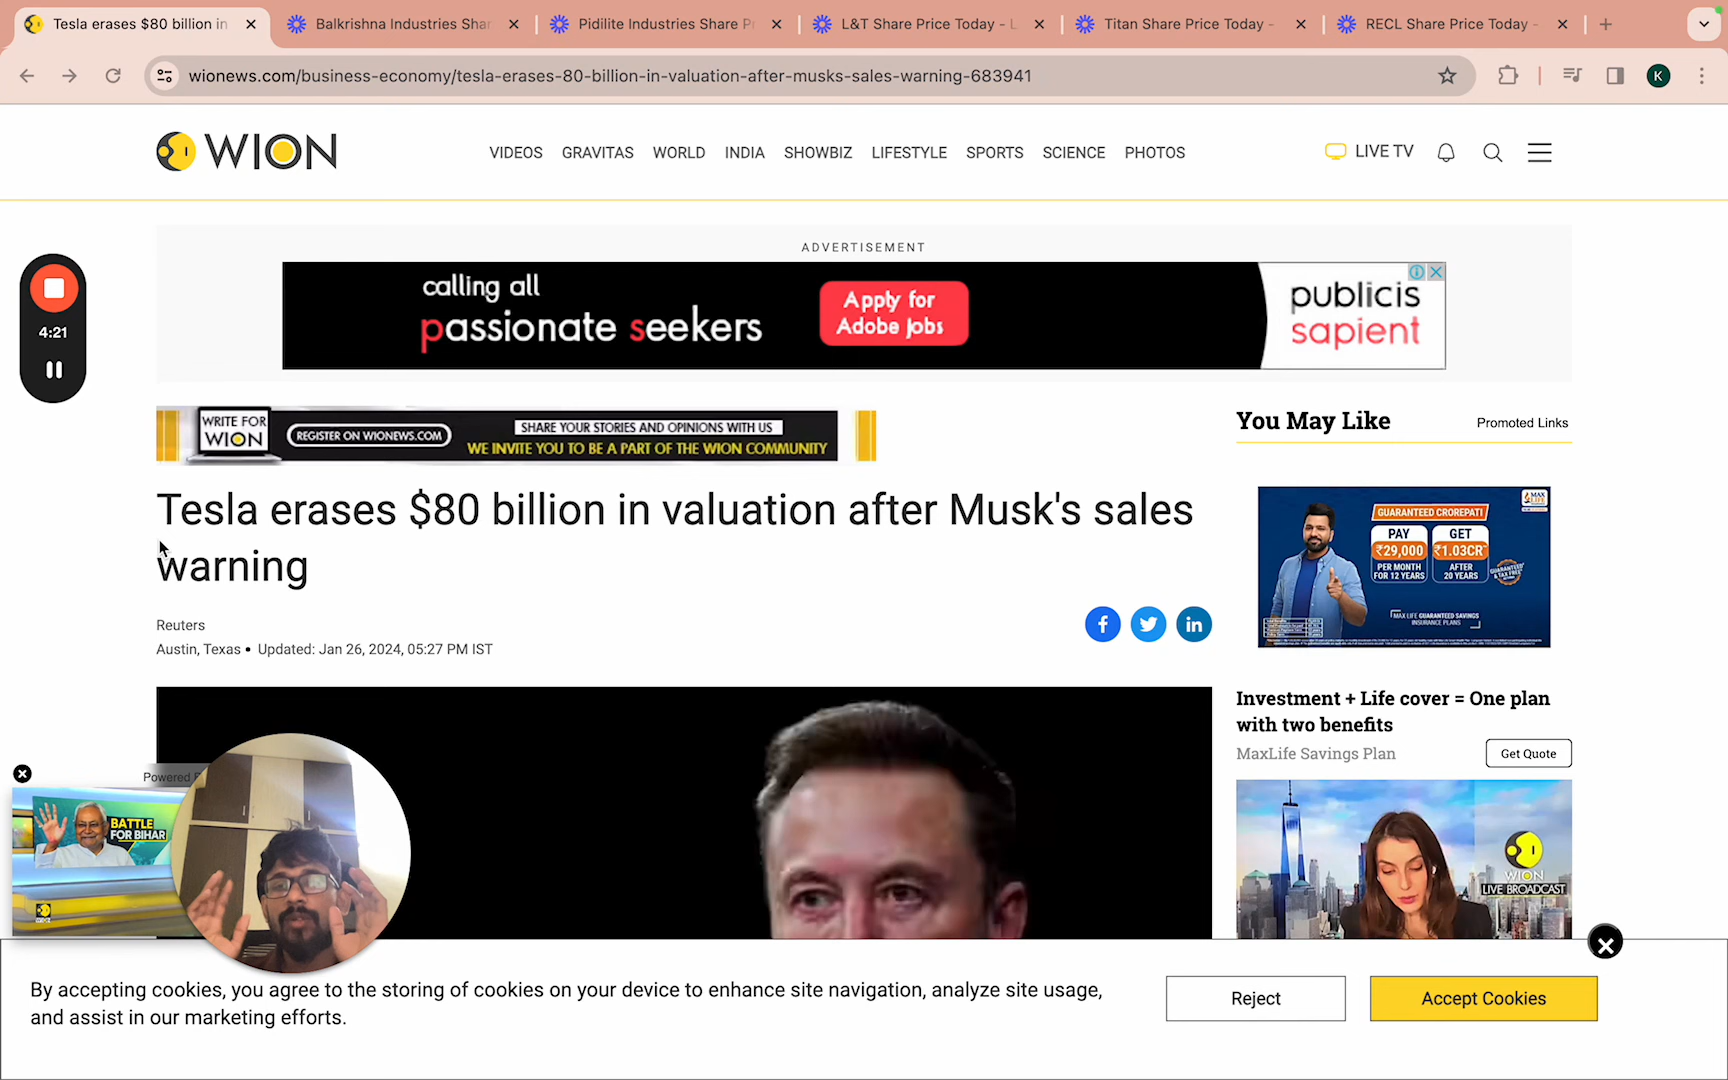 Tesla erases $80 billion in
Balkrishna Industries Shar
Pidilite Industries Share Pr
L&T Share Price Today - L
Titan Share Price Today -
RECL Share Price Today -
wionews.com/business-economy/tesla-erases-80-billion-in-valuation-after-musks-sales-warning-683941
K
WION
VIDEOS GRAVITAS WORLD INDIA SHOWBIZ LIFESTYLE SPORTS SCIENCE PHOTOS
LIVE TV
ADVERTISEMENT
calling all
passionate seekers
Apply for
Adobe jobs
publicis
sapient
4:21
WRITE FOR
WION
REGISTER ON WIONEWS.COM
SHARE YOUR STORIES AND OPINIONS WITH US
WE INVITE YOU TO BE A PART OF THE WION COMMUNITY
You May Like
Promoted Links
Tesla erases $80 billion in valuation after Musk's sales
warning
Reuters
Austin, Texas • Updated: Jan 26, 2024, 05:27 PM IST
MAX
LIFE
GUARANTEED CROREPATI
PAY
₹29,000
PER MONTH
FOR 12 YEARS
GET
₹1.03CR
AFTER
20 YEARS
MAX LIFE GUARANTEED SAVINGS
INSURANCE PLANS
Investment + Life cover = One plan
with two benefits
MaxLife Savings Plan
Get Quote
Powered
BATTLE
FOR BIHAR
WION
LIVE BROADCAST
By accepting cookies, you agree to the storing of cookies on your device to enhance site navigation, analyze site usage,
and assist in our marketing efforts.
Reject
Accept Cookies